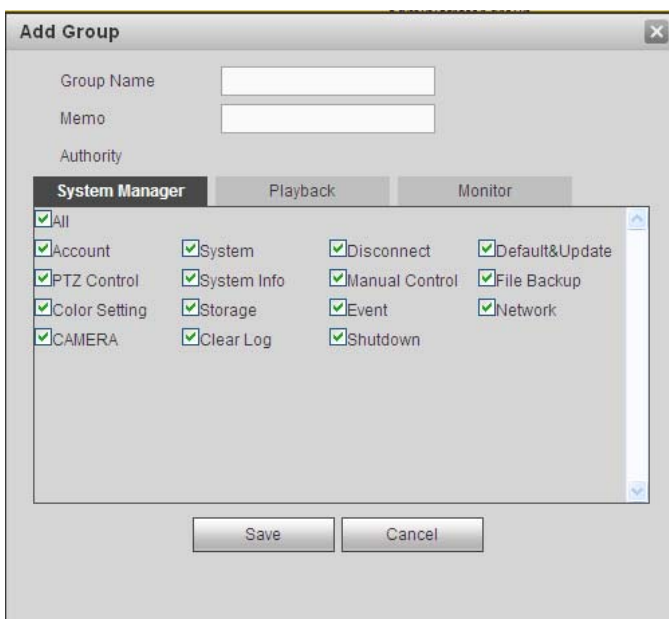 Add Group
Group Name
Memo
Authority
System Manager Playback Monitor
All
Account System Disconnect Default&Update
PTZ Control System Info Manual Control File Backup
Color Setting Storage Event Network
CAMERA Clear Log Shutdown
Save Cancel